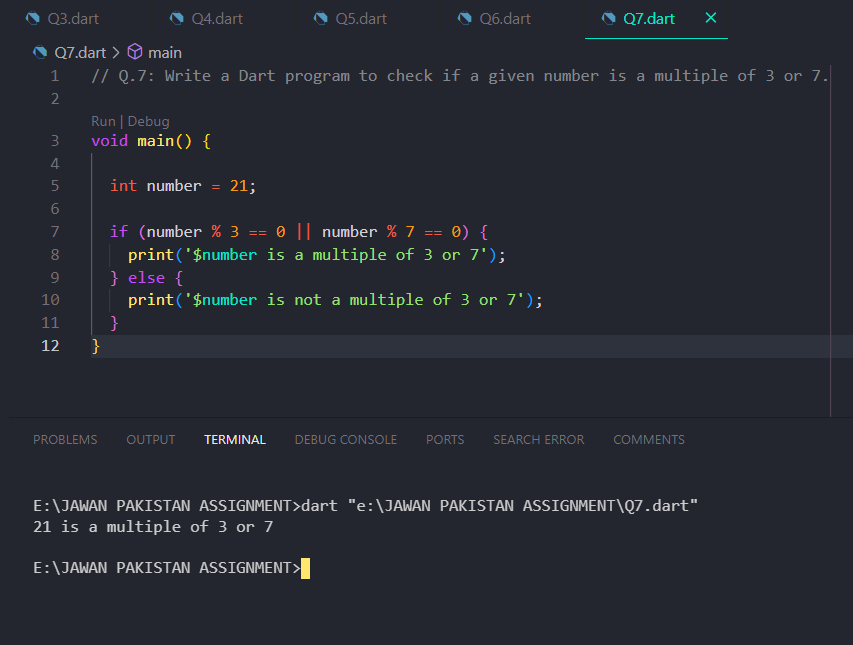 Q3.dart Q4.dart Q5.dart Q6.dart Q7.dart ×
Q7.dart > main
1 // Q.7: Write a Dart program to check if a given number is a multiple of 3 or 7.
2
Run | Debug
3 void main() {
4
5 int number = 21;
6
7 if (number % 3 == 0 || number % 7 == 0) {
8 print('$number is a multiple of 3 or 7');
9 } else {
10 print('$number is not a multiple of 3 or 7');
11 }
12 }
PROBLEMS OUTPUT TERMINAL DEBUG CONSOLE PORTS SEARCH ERROR COMMENTS
E:\JAWAN PAKISTAN ASSIGNMENT>dart "e:\JAWAN PAKISTAN ASSIGNMENT\Q7.dart"
21 is a multiple of 3 or 7
E:\JAWAN PAKISTAN ASSIGNMENT>